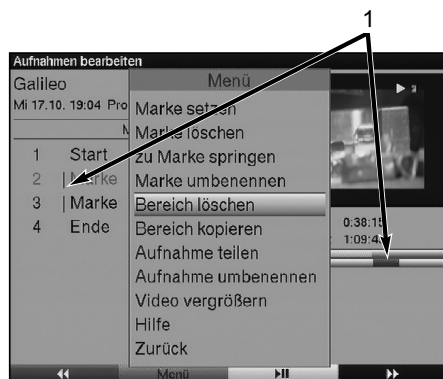 1
Aufnahmen bearbeiten
Galileo
Menü
Mi 17.10. 19:04 Pro
Marke setzen
Marke löschen
1 Start
zu Marke springen
2 | Marke
Marke umbenennen
3 | Marke
Bereich löschen
4 Ende
Bereich kopieren
0:38:15
Aufnahme teilen
1:09:4
Aufnahme umbenennen
Video vergrößern
Hilfe
Zurück
Menü